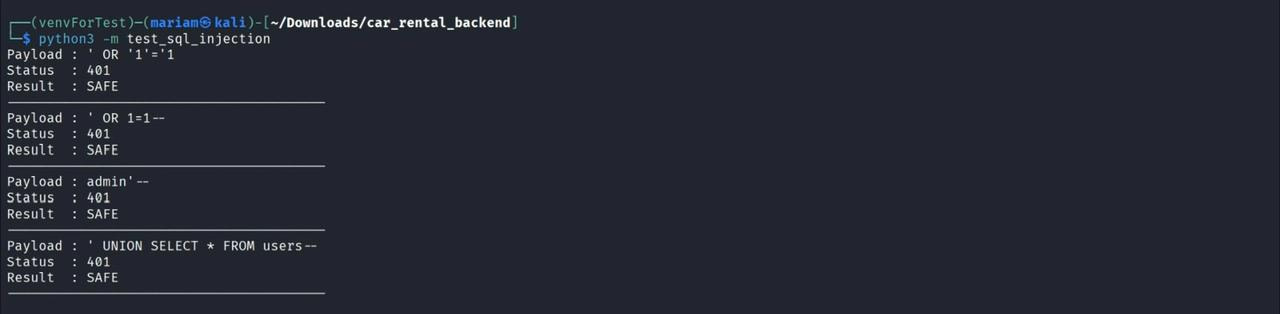 ┌──(venvForTest)─(mariam㉿kali)-[~/Downloads/car_rental_backend]
└─$ python3 -m test_sql_injection
Payload : ' OR '1'='1
Status  : 401
Result  : SAFE
────────────────────────────────────────
Payload : ' OR 1=1--
Status  : 401
Result  : SAFE
────────────────────────────────────────
Payload : admin'--
Status  : 401
Result  : SAFE
────────────────────────────────────────
Payload : ' UNION SELECT * FROM users--
Status  : 401
Result  : SAFE
────────────────────────────────────────